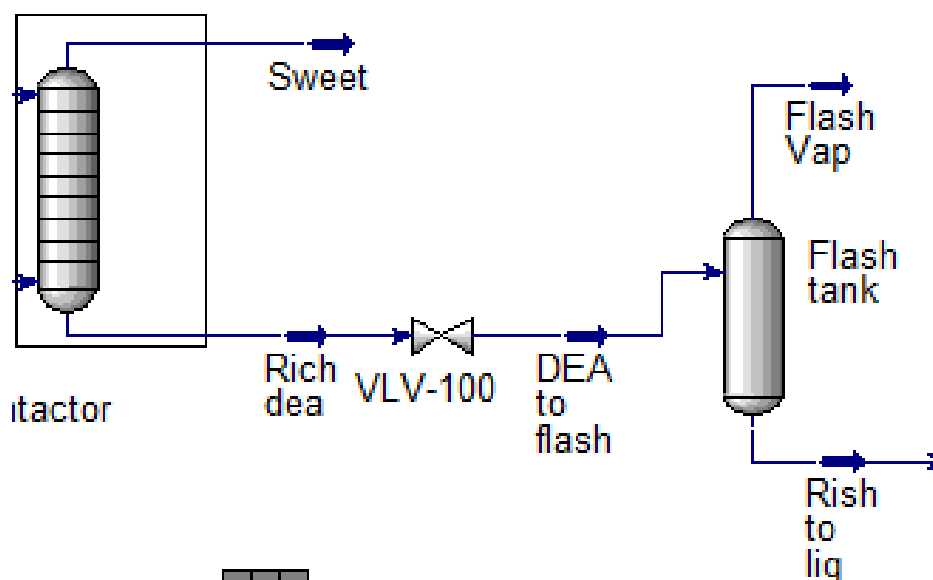 Sweet
Flash
Vap
Flash
tank
Rich
dea
VLV-100
DEA
to
flash
itactor
Rish
to
liq